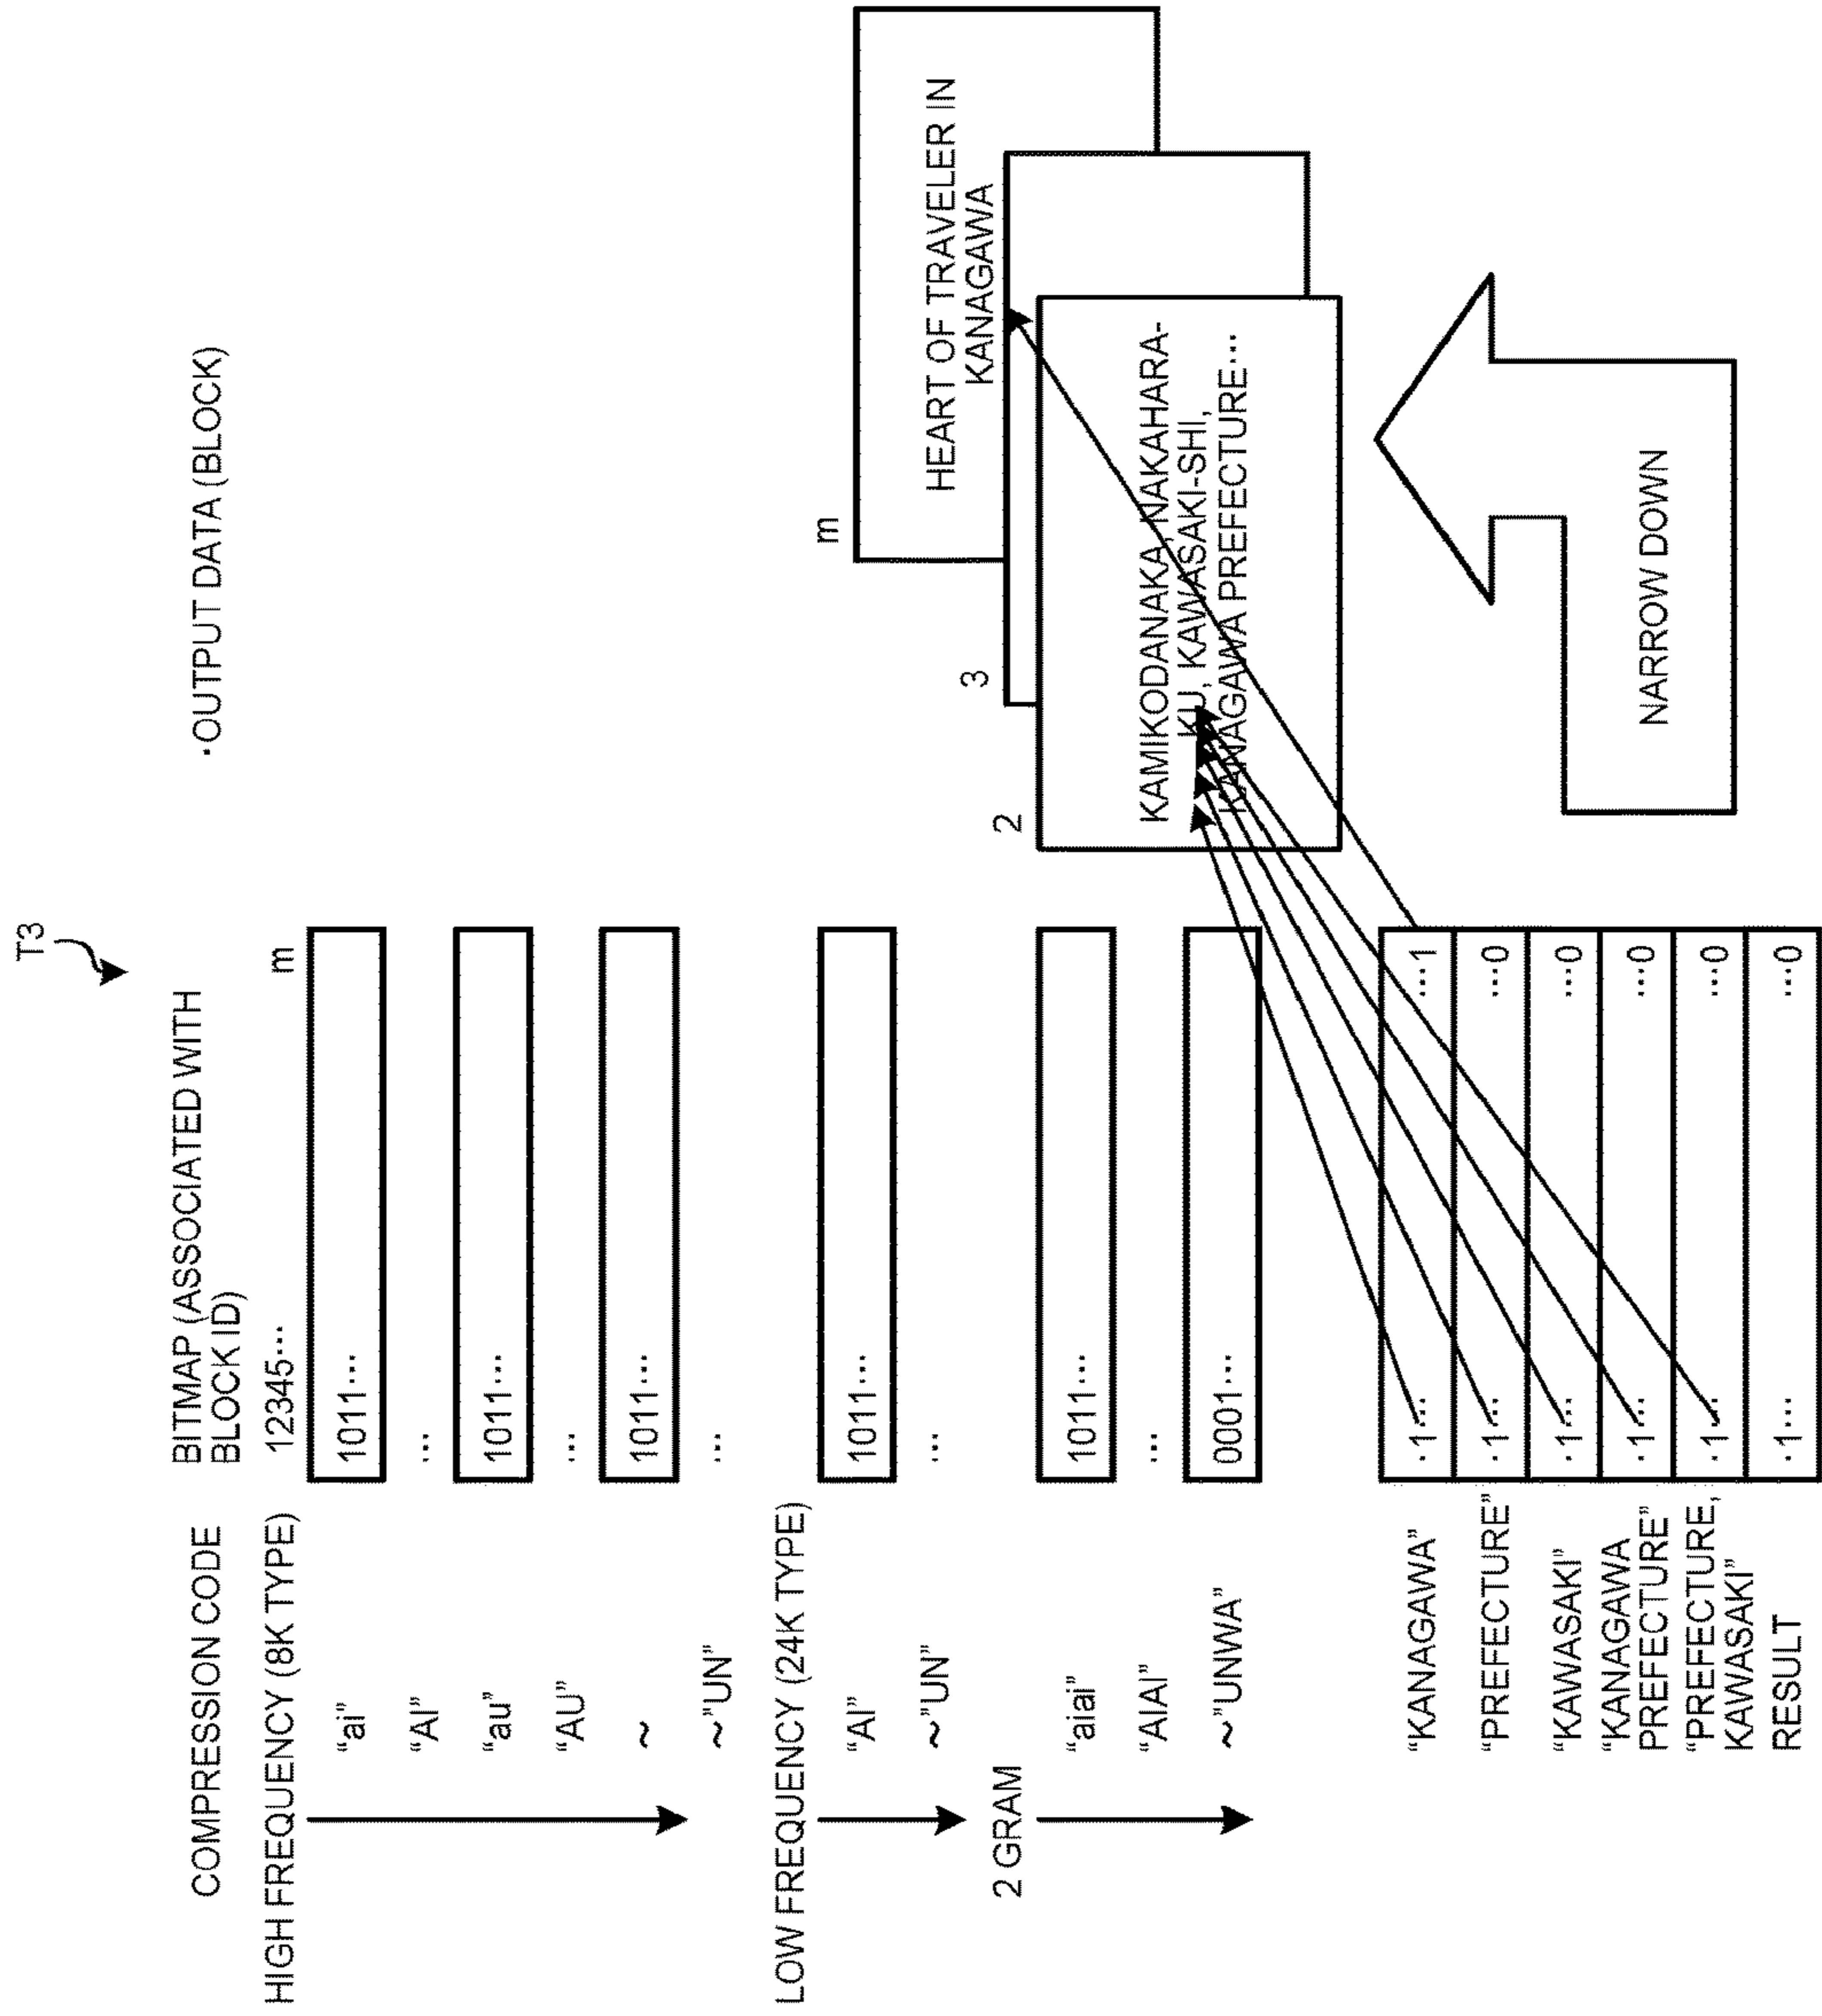 T3
COMPRESSION CODE
BITMAP (ASSOCIATED WITH
BLOCK ID)
·OUTPUT DATA (BLOCK)
HIGH FREQUENCY (8K TYPE)
12345···
m
“ai”
1011···
“AI”
···
“au”
1011···
“AU”
···
~
1011···
~”UN”
···
LOW FREQUENCY (24K TYPE)
“AI”
1011···
~”UN”
···
2 GRAM
“aiai”
1011···
“AIAI”
···
~”UNWA”
0001···
m
HEART OF TRAVELER IN
KANAGAWA
3
2
KAMIKODANAKA, NAKAHARA-
KU, KAWASAKI-SHI,
KANAGAWA PREFECTURE···
“KANAGAWA”
·1···
···1
“PREFECTURE”
·1···
···0
“KAWASAKI”
·1···
···0
“KANAGAWA
PREFECTURE”
·1···
···0
“PREFECTURE,
KAWASAKI”
·1···
···0
RESULT
·1···
···0
NARROW DOWN